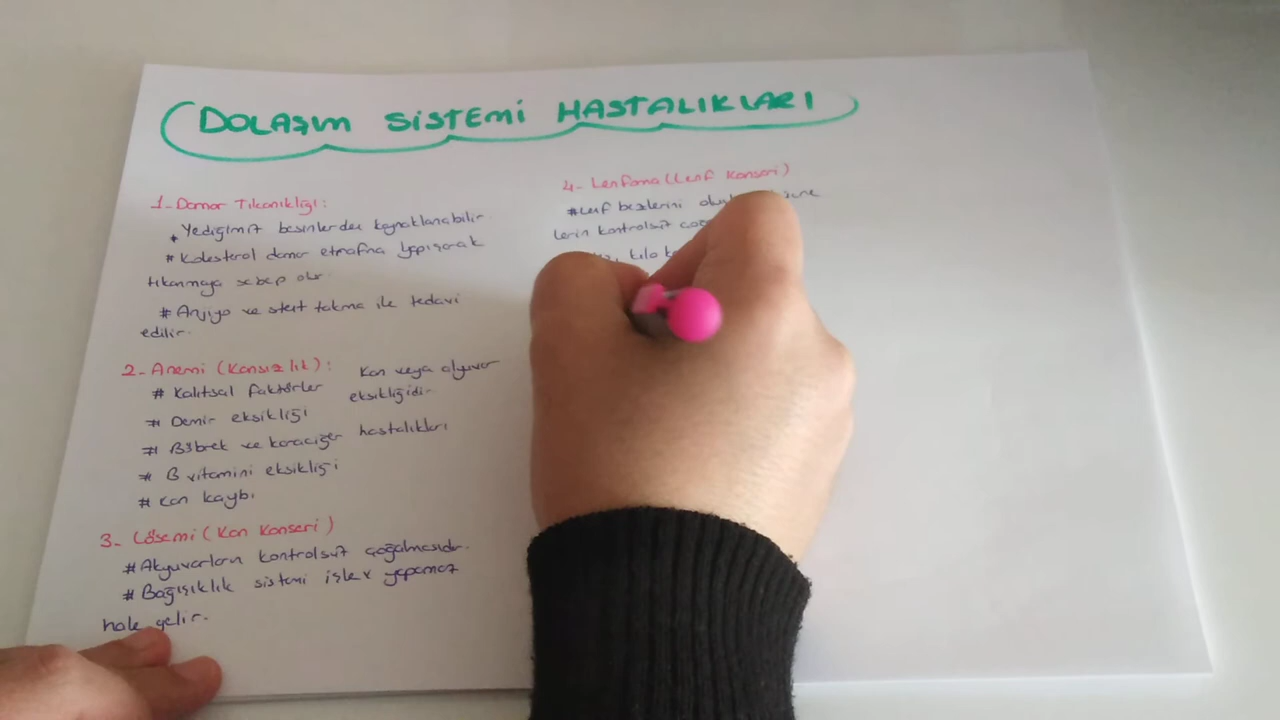 DOLAŞIM SİSTEMİ HASTALIKLARI
1- Damar Tıkanıklığı:
* Yediğimiz besinlerden kaynaklanabilir.
# Kolesterol damar etrafına yapışarak
tıkanmaya sebep olur.
# Anjiyo ve stent takma ile tedavi
edilir.
2- Anemi (Kansızlık): Kan veya alyuvar
eksikliğidir.
# Kalıtsal faktörler
# Demir eksikliği
# Böbrek ve karaciğer hastalıkları
# B vitamini eksikliği
# Kan kaybı
3- Lösemi (Kan Kanseri)
# Akyuvarların kontrolsüz çoğalmasıdır.
# Bağışıklık sistemi işlev yapamaz
hale gelir.
4- Lenfoma (Lenf Kanseri)
# Lenf bezlerini
lerin kontrolsüz
kilo